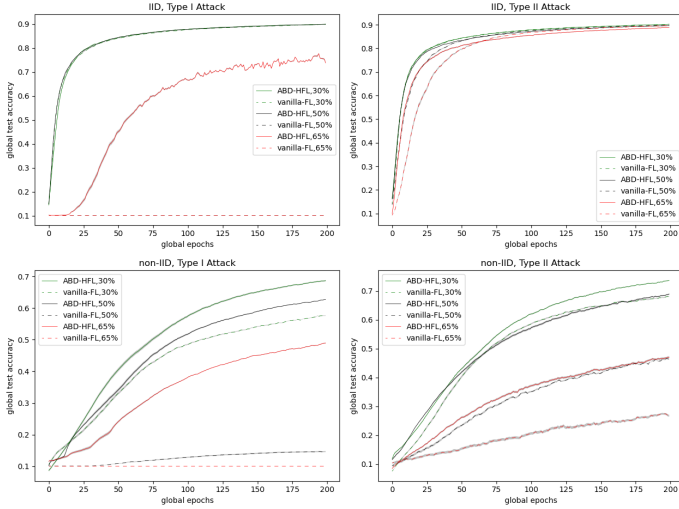 IID, Type I Attack
global test accuracy
0.9
0.8
0.7
0.6
0.5
0.4
0.3
0.2
0.1
ABD-HFL,30%
vanilla-FL,30%
ABD-HFL,50%
vanilla-FL,50%
ABD-HFL,65%
vanilla-FL,65%
0 25 50 75 100 125 150 175 200
global epochs
IID, Type II Attack
global test accuracy
0.9
0.8
0.7
0.6
0.5
0.4
0.3
0.2
0.1
ABD-HFL,30%
vanilla-FL,30%
ABD-HFL,50%
vanilla-FL,50%
ABD-HFL,65%
vanilla-FL,65%
0 25 50 75 100 125 150 175 200
global epochs
non-IID, Type I Attack
global test accuracy
0.7
0.6
0.5
0.4
0.3
0.2
0.1
ABD-HFL,30%
vanilla-FL,30%
ABD-HFL,50%
vanilla-FL,50%
ABD-HFL,65%
vanilla-FL,65%
0 25 50 75 100 125 150 175 200
global epochs
non-IID, Type II Attack
global test accuracy
0.7
0.6
0.5
0.4
0.3
0.2
0.1
ABD-HFL,30%
vanilla-FL,30%
ABD-HFL,50%
vanilla-FL,50%
ABD-HFL,65%
vanilla-FL,65%
0 25 50 75 100 125 150 175 200
global epochs